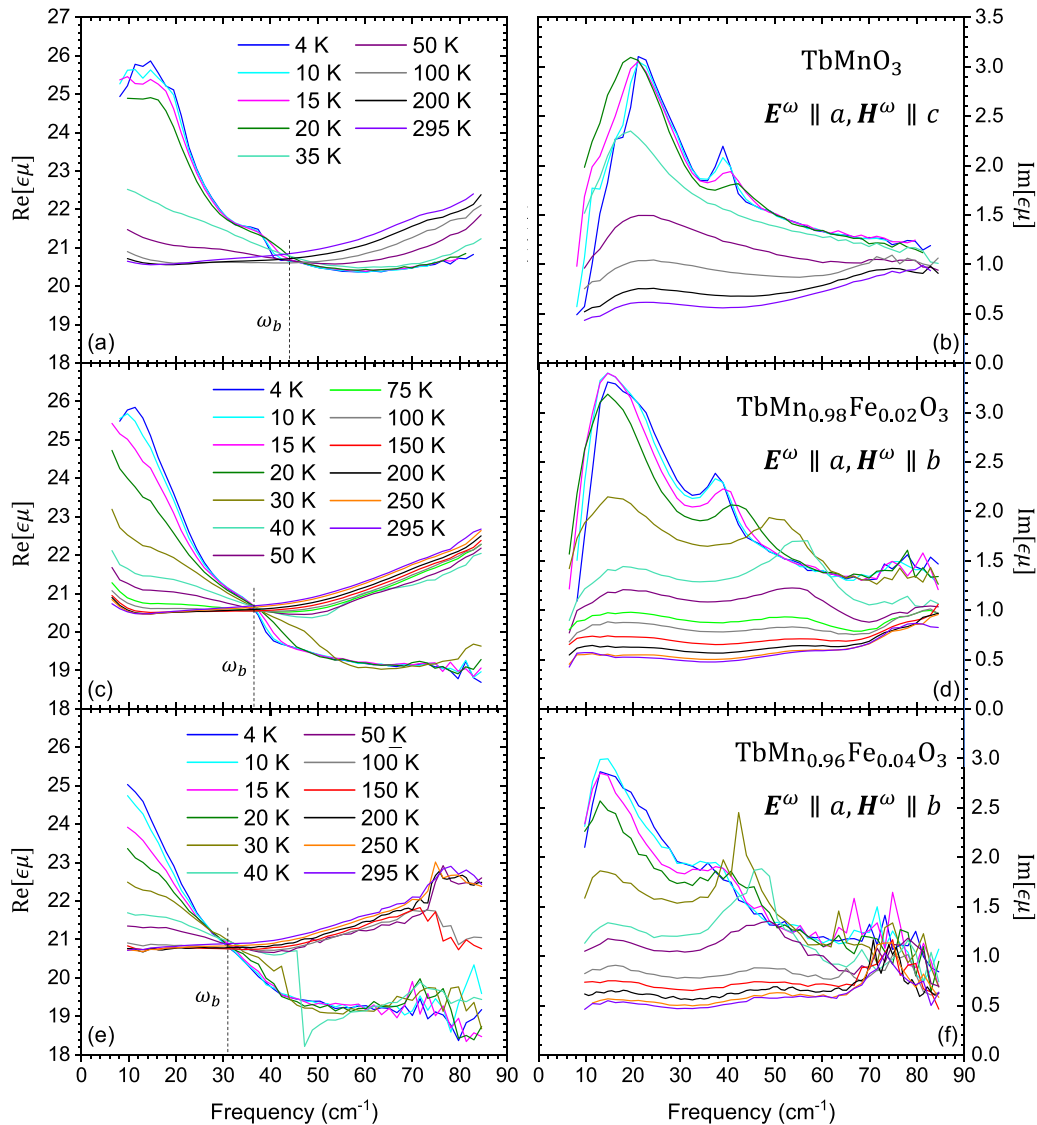 27
26
25
24
23
22
21
20
19
18
Re[ϵμ]
4 K
10 K
15 K
20 K
35 K
50 K
100 K
200 K
295 K
ω_b
(a)
TbMnO₃
𝑬^ω ∥ a, 𝑯^ω ∥ c
3.5
3.0
2.5
2.0
1.5
1.0
0.5
0.0
Im[ϵμ]
(b)
26
25
24
23
22
21
20
19
18
Re[ϵμ]
4 K
10 K
15 K
20 K
30 K
40 K
50 K
75 K
100 K
150 K
200 K
250 K
295 K
ω_b
(c)
TbMn₀.₉₈Fe₀.₀₂O₃
𝑬^ω ∥ a, 𝑯^ω ∥ b
3.0
2.5
2.0
1.5
1.0
0.5
0.0
Im[ϵμ]
(d)
26
25
24
23
22
21
20
19
18
Re[ϵμ]
4 K
10 K
15 K
20 K
30 K
40 K
50 K
100 K
150 K
200 K
250 K
295 K
ω_b
(e)
0 10 20 30 40 50 60 70 80 90
Frequency (cm⁻¹)
TbMn₀.₉₆Fe₀.₀₄O₃
𝑬^ω ∥ a, 𝑯^ω ∥ b
3.0
2.5
2.0
1.5
1.0
0.5
0.0
Im[ϵμ]
(f)
0 10 20 30 40 50 60 70 80 90
Frequency (cm⁻¹)